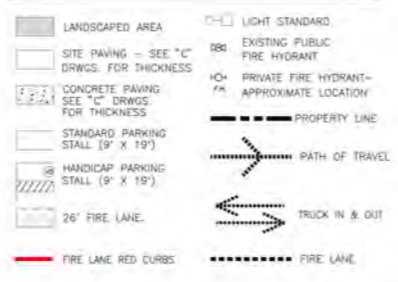 LANDSCAPED AREA
SITE PAVING - SEE "C"
DRWGS. FOR THICKNESS
CONCRETE PAVING
SEE "C" DRWGS.
FOR THICKNESS
STANDARD PARKING
STALL (9' X 19')
HANDICAP PARKING
STALL (9' X 19')
26' FIRE LANE.
FIRE LANE RED CURBS
LIGHT STANDARD
EXISTING PUBLIC
FIRE HYDRANT
PRIVATE FIRE HYDRANT-
APPROXIMATE LOCATION
PROPERTY LINE
PATH OF TRAVEL
TRUCK IN & OUT
FIRE LANE